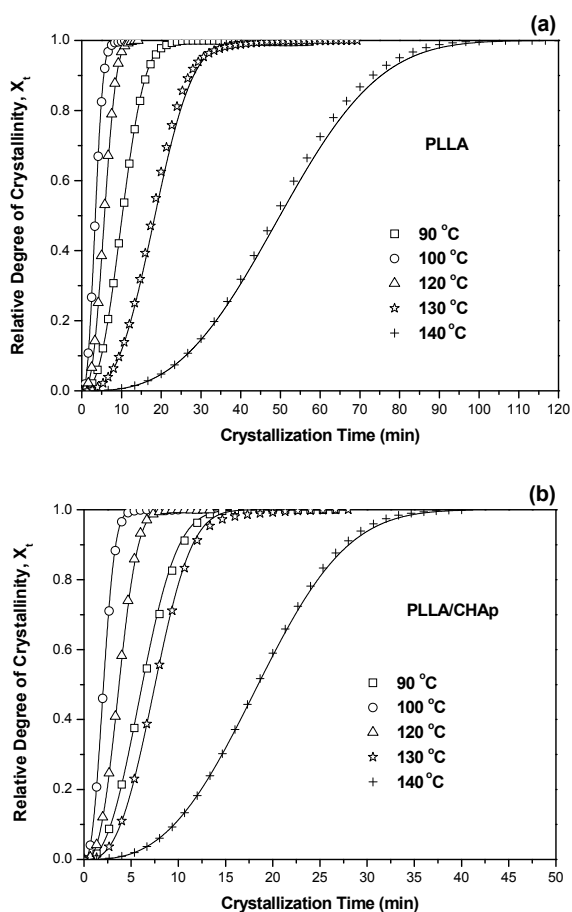 (a)
1.0
0.8
0.6
0.4
0.2
0.0
Relative Degree of Crystallinity, Xt
PLLA
90 °C
100 °C
120 °C
130 °C
140 °C
0 10 20 30 40 50 60 70 80 90 100 110 120
Crystallization Time (min)
(b)
1.0
0.8
0.6
0.4
0.2
0.0
Relative Degree of Crystallinity, Xt
PLLA/CHAp
90 °C
100 °C
120 °C
130 °C
140 °C
0 5 10 15 20 25 30 35 40 45 50
Crystallization Time (min)